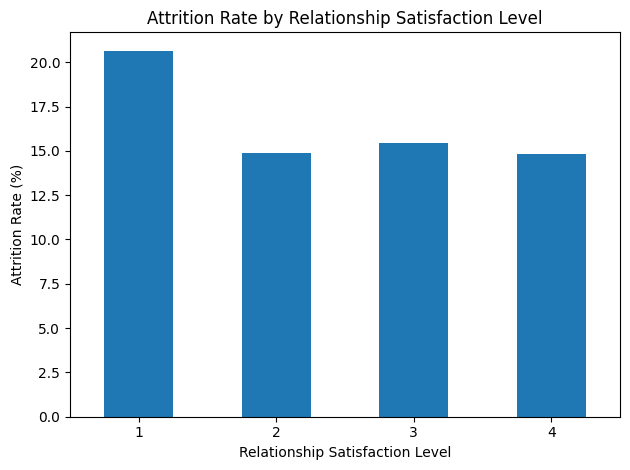 Attrition Rate by Relationship Satisfaction Level
20.0
17.5
15.0
12.5
10.0
7.5
5.0
2.5
0.0
Attrition Rate (%)
1 2 3 4
Relationship Satisfaction Level